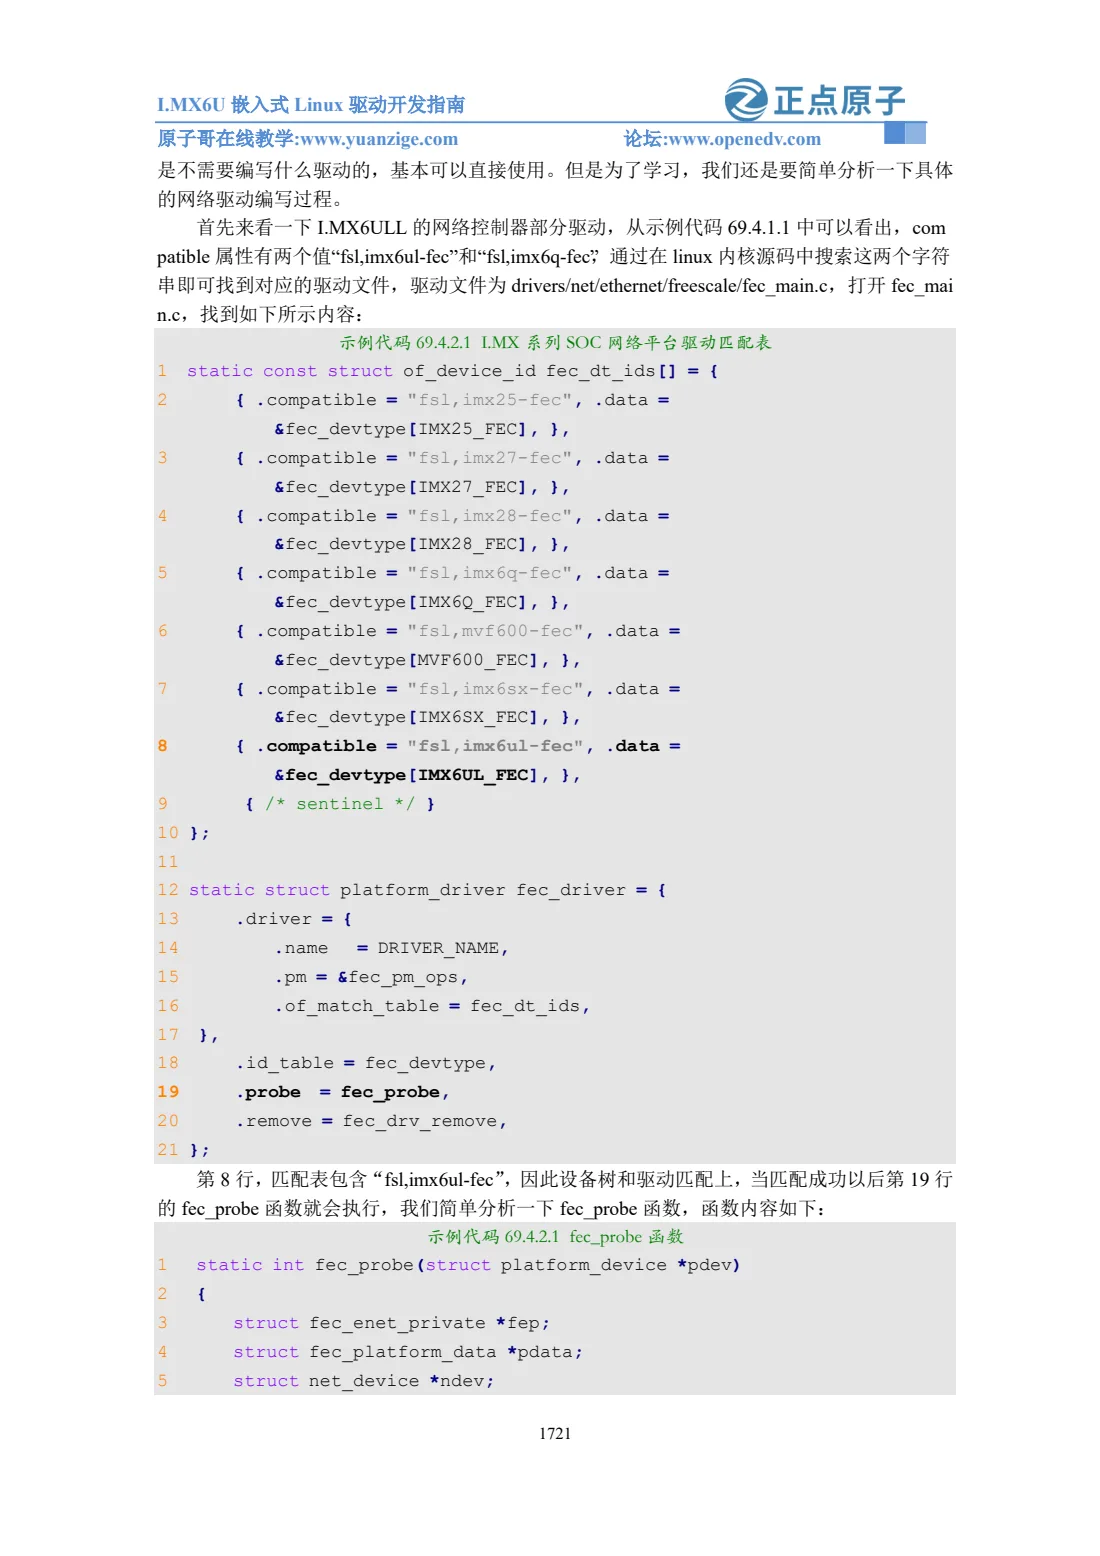 I.MX6U 嵌入式 Linux 驱动开发指南
正点原子
原子哥在线教学:www.yuanzige.com 论坛:www.openedv.com
是不需要编写什么驱动的，基本可以直接使用。但是为了学习，我们还是要简单分析一下具体
的网络驱动编写过程。
首先来看一下 I.MX6ULL 的网络控制器部分驱动，从示例代码 69.4.1.1 中可以看出，com
patible 属性有两个值“fsl,imx6ul-fec”和“fsl,imx6q-fec”，通过在 linux 内核源码中搜索这两个字符
串即可找到对应的驱动文件，驱动文件为 drivers/net/ethernet/freescale/fec_main.c，打开 fec_mai
n.c，找到如下所示内容：
示例代码 69.4.2.1 I.MX 系列 SOC 网络平台驱动匹配表
1 static const struct of_device_id fec_dt_ids[] = {
2 { .compatible = "fsl,imx25-fec", .data =
&fec_devtype[IMX25_FEC], },
3 { .compatible = "fsl,imx27-fec", .data =
&fec_devtype[IMX27_FEC], },
4 { .compatible = "fsl,imx28-fec", .data =
&fec_devtype[IMX28_FEC], },
5 { .compatible = "fsl,imx6q-fec", .data =
&fec_devtype[IMX6Q_FEC], },
6 { .compatible = "fsl,mvf600-fec", .data =
&fec_devtype[MVF600_FEC], },
7 { .compatible = "fsl,imx6sx-fec", .data =
&fec_devtype[IMX6SX_FEC], },
8 { .compatible = "fsl,imx6ul-fec", .data =
&fec_devtype[IMX6UL_FEC], },
9 { /* sentinel */ }
10 };
11
12 static struct platform_driver fec_driver = {
13 .driver = {
14 .name = DRIVER_NAME,
15 .pm = &fec_pm_ops,
16 .of_match_table = fec_dt_ids,
17 },
18 .id_table = fec_devtype,
19 .probe = fec_probe,
20 .remove = fec_drv_remove,
21 };
第 8 行，匹配表包含“fsl,imx6ul-fec”，因此设备树和驱动匹配上，当匹配成功以后第 19 行
的 fec_probe 函数就会执行，我们简单分析一下 fec_probe 函数，函数内容如下：
示例代码 69.4.2.1 fec_probe 函数
1 static int fec_probe(struct platform_device *pdev)
2 {
3 struct fec_enet_private *fep;
4 struct fec_platform_data *pdata;
5 struct net_device *ndev;
1721